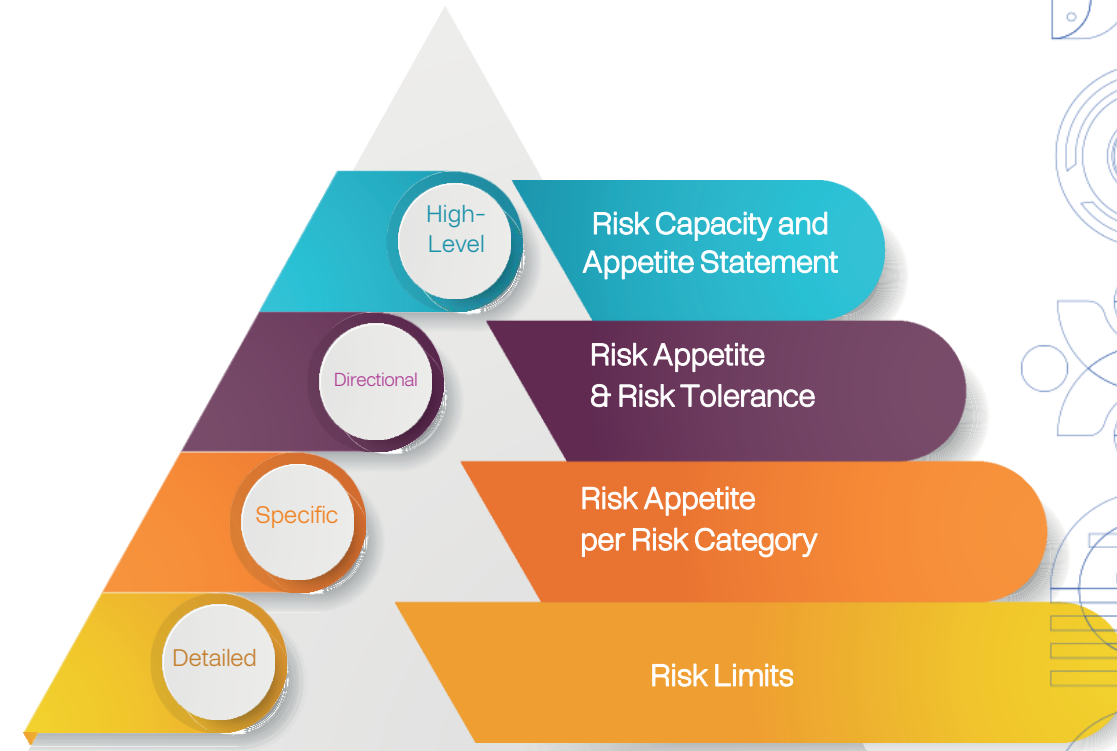 High-
Level
Risk Capacity and
Appetite Statement
Directional
Risk Appetite
& Risk Tolerance
Specific
Risk Appetite
per Risk Category
Detailed
Risk Limits